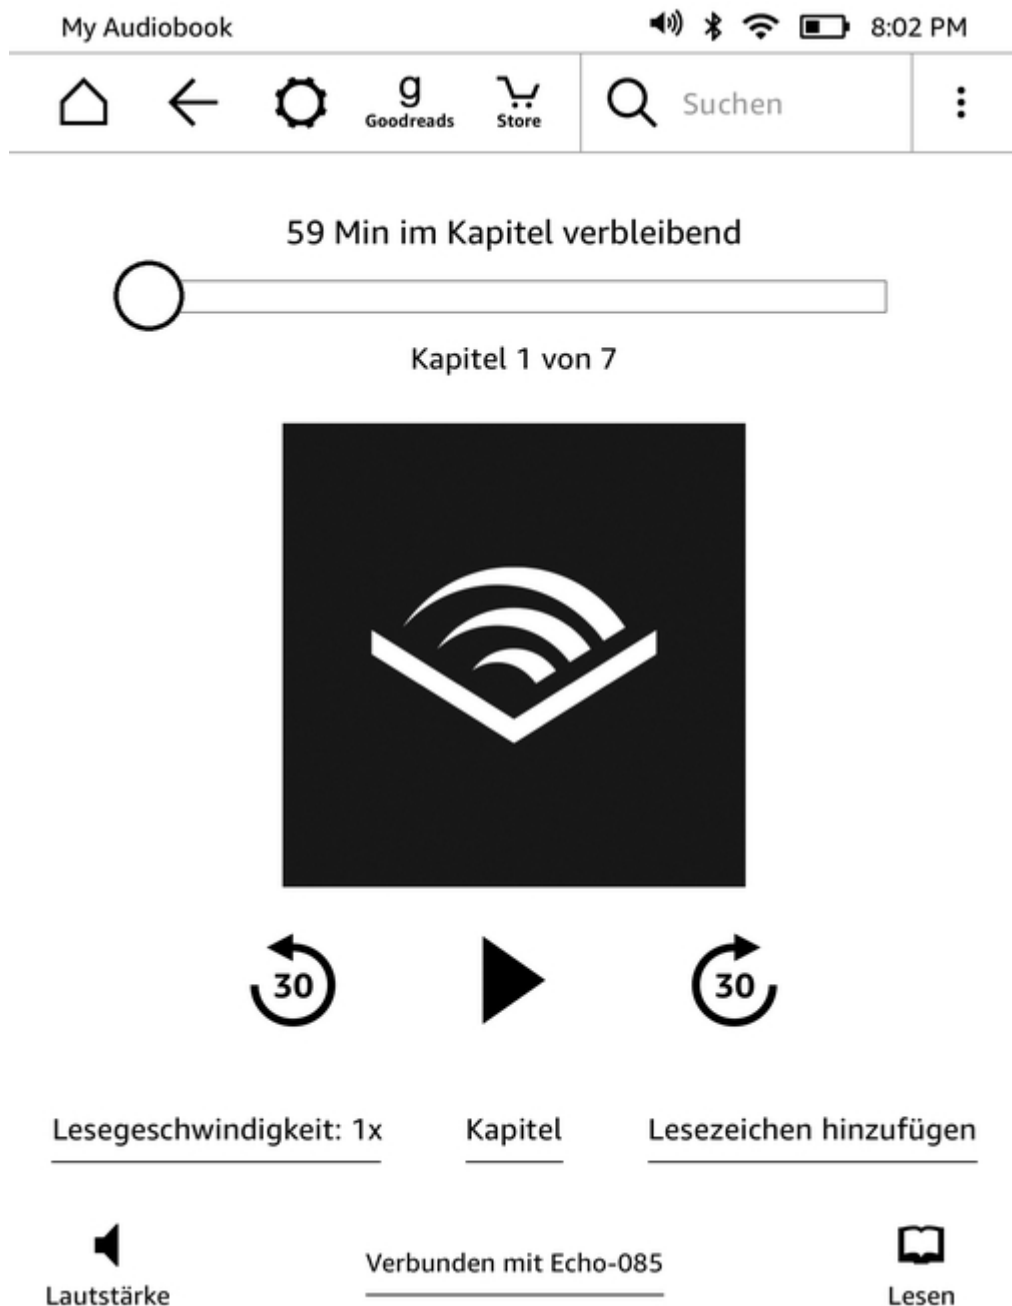 My Audiobook 8:02 PM
g
Goodreads Store Suchen
59 Min im Kapitel verbleibend
Kapitel 1 von 7
30 30
Lesegeschwindigkeit: 1x Kapitel Lesezeichen hinzufügen
Verbunden mit Echo-085
Lautstärke Lesen